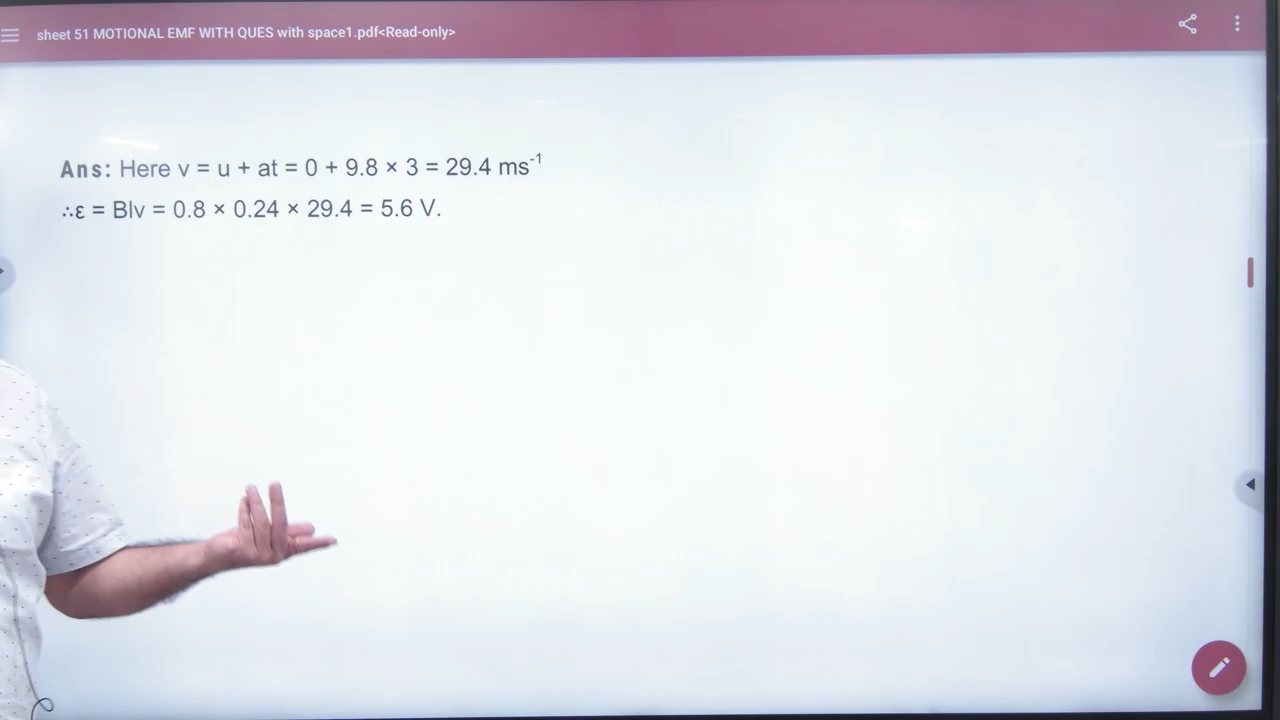 sheet 51 MOTIONAL EMF WITH QUES with space1.pdf<Read-only>
Ans: Here v = u + at = 0 + 9.8 × 3 = 29.4 ms⁻¹
∴ε = Blv = 0.8 × 0.24 × 29.4 = 5.6 V.